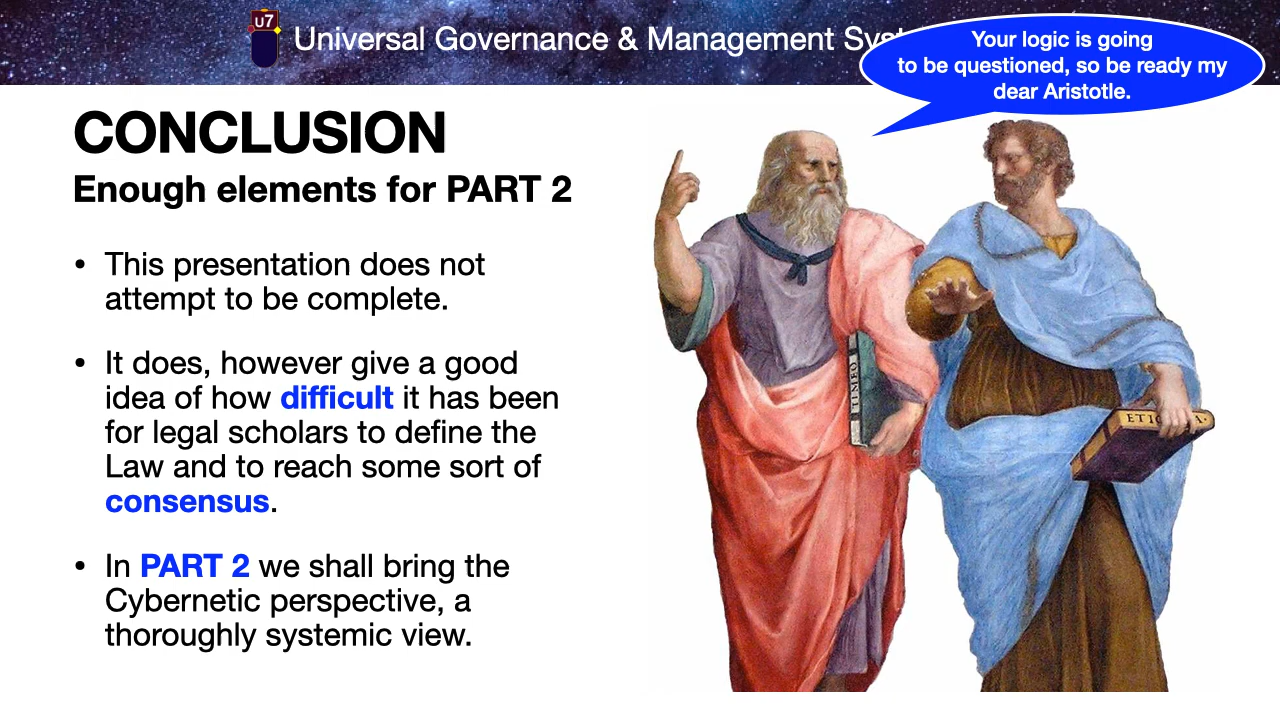 U7
Universal Governance & Management Syst
Your logic is going
to be questioned, so be ready my
dear Aristotle.
CONCLUSION
Enough elements for PART 2
• This presentation does not
attempt to be complete.
• It does, however give a good
idea of how difficult it has been
for legal scholars to define the
Law and to reach some sort of
consensus.
• In PART 2 we shall bring the
Cybernetic perspective, a
thoroughly systemic view.
TIMEO